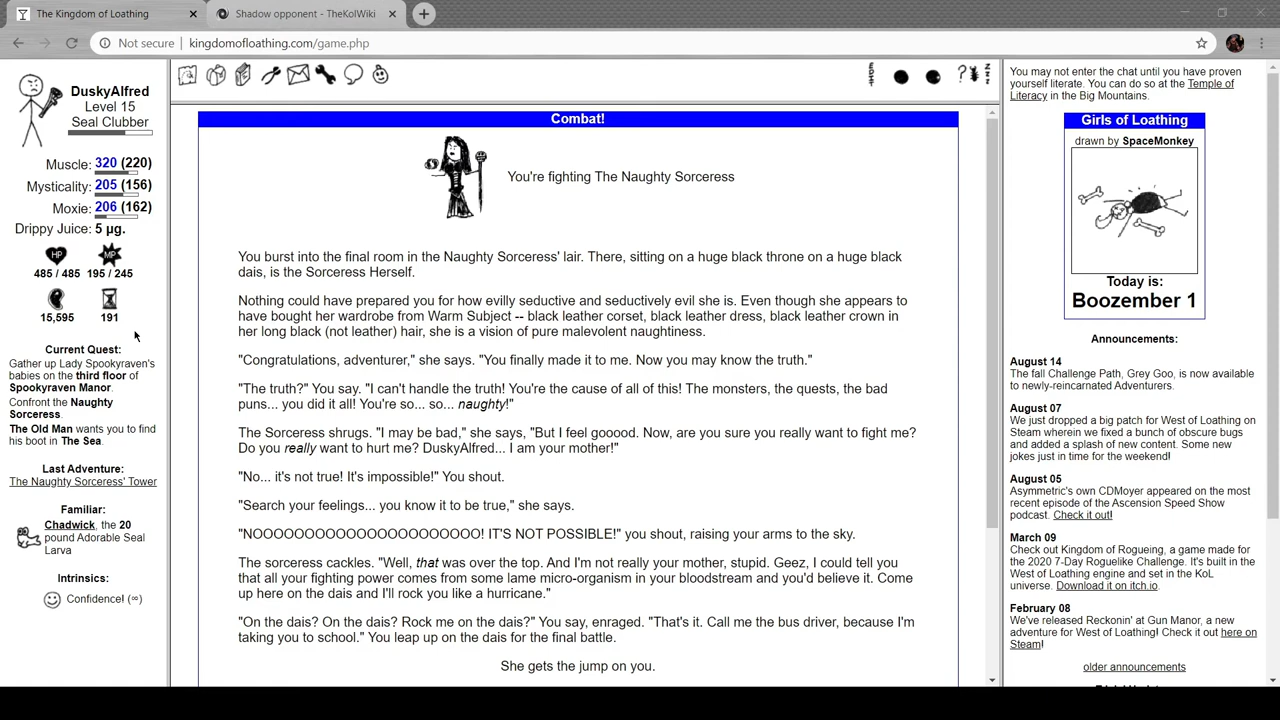 The Kingdom of Loathing
Shadow opponent - TheKolWiki
Not secure | kingdomofloathing.com/game.php
DuskyAlfred
Level 15
Seal Clubber
Muscle: 320 (220)
Mysticality: 205 (156)
Moxie: 206 (162)
Drippy Juice: 5 µg.
HP MP
485 / 485 195 / 245
15,595 191
Current Quest:
Gather up Lady Spookyraven's
babies on the third floor of
Spookyraven Manor.
Confront the Naughty
Sorceress.
The Old Man wants you to find
his boot in The Sea.
Last Adventure:
The Naughty Sorceress' Tower
Familiar:
Chadwick, the 20
pound Adorable Seal
Larva
Intrinsics:
Confidence! (∞)
Combat!
You're fighting The Naughty Sorceress
You burst into the final room in the Naughty Sorceress' lair. There, sitting on a huge black throne on a huge black
dais, is the Sorceress Herself.
Nothing could have prepared you for how evilly seductive and seductively evil she is. Even though she appears to
have bought her wardrobe from Warm Subject -- black leather corset, black leather dress, black leather crown in
her long black (not leather) hair, she is a vision of pure malevolent naughtiness.
"Congratulations, adventurer," she says. "You finally made it to me. Now you may know the truth."
"The truth?" You say. "I can't handle the truth! You're the cause of all of this! The monsters, the quests, the bad
puns... you did it all! You're so... so... naughty!"
The Sorceress shrugs. "I may be bad," she says, "But I feel gooood. Now, are you sure you really want to fight me?
Do you really want to hurt me? DuskyAlfred... I am your mother!"
"No... it's not true! It's impossible!" You shout.
"Search your feelings... you know it to be true," she says.
"NOOOOOOOOOOOOOOOOOOOOOO! IT'S NOT POSSIBLE!" you shout, raising your arms to the sky.
The sorceress cackles. "Well, that was over the top. And I'm not really your mother, stupid. Geez, I could tell you
that all your fighting power comes from some lame micro-organism in your bloodstream and you'd believe it. Come
up here on the dais and I'll rock you like a hurricane."
"On the dais? On the dais? Rock me on the dais?" You say, enraged. "That's it. Call me the bus driver, because I'm
taking you to school." You leap up on the dais for the final battle.
She gets the jump on you.
You may not enter the chat until you have proven
yourself literate. You can do so at the Temple of
Literacy in the Big Mountains.
Girls of Loathing
drawn by SpaceMonkey
Today is:
Boozember 1
Announcements:
August 14
The fall Challenge Path, Grey Goo, is now available
to newly-reincarnated Adventurers.
August 07
We just dropped a big patch for West of Loathing on
Steam wherein we fixed a bunch of obscure bugs
and added a splash of new content. Some new
jokes just in time for the weekend!
August 05
Asymmetric's own CDMoyer appeared on the most
recent episode of the Ascension Speed Show
podcast. Check it out!
March 09
Check out Kingdom of Rogueing, a game made for
the 2020 7-Day Roguelike Challenge. It's built in the
West of Loathing engine and set in the KoL
universe. Download it on itch.io.
February 08
We've released Reckonin' at Gun Manor, a new
adventure for West of Loathing! Check it out here on
Steam!
older announcements